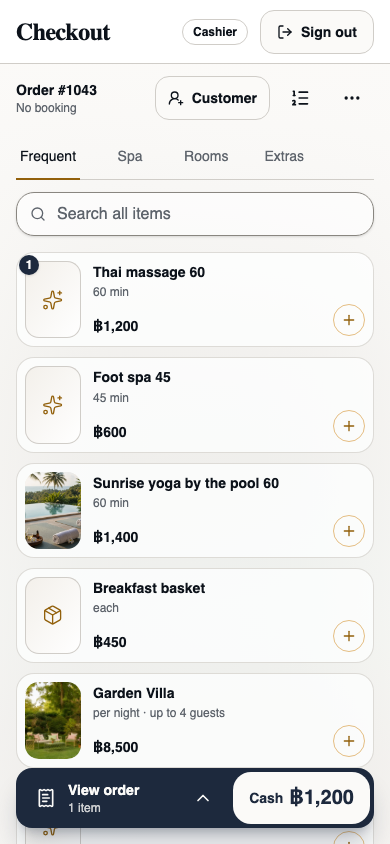 Checkout
Cashier
Sign out
Order #1043
No booking
Customer
Frequent
Spa
Rooms
Extras
Search all items
1
Thai massage 60
60 min
฿1,200
Foot spa 45
45 min
฿600
Sunrise yoga by the pool 60
60 min
฿1,400
Breakfast basket
each
฿450
Garden Villa
per night · up to 4 guests
฿8,500
View order
1 item
Cash ฿1,200